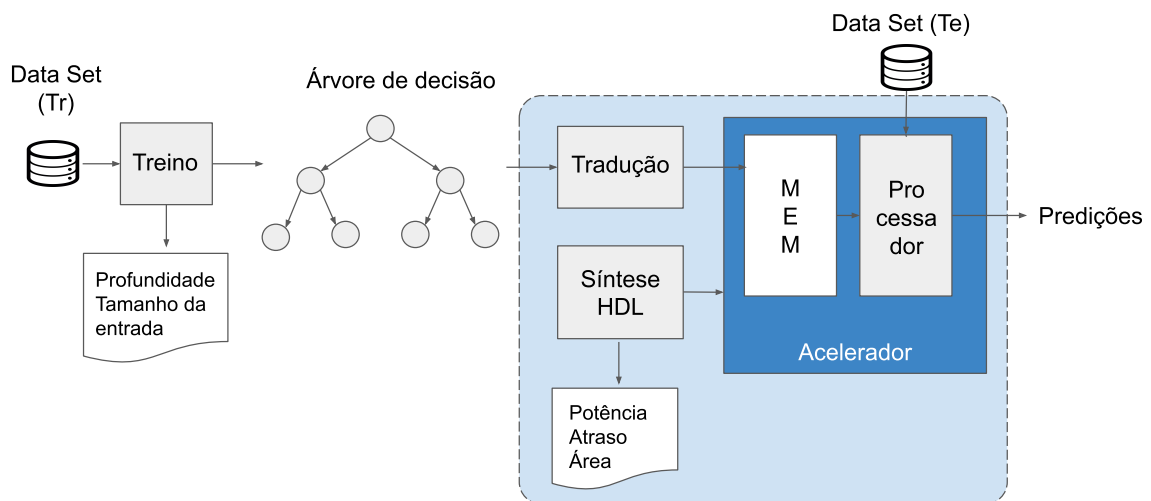 Data Set
(Tr)
Treino
Profundidade
Tamanho da
entrada
Árvore de decisão
Data Set (Te)
Tradução
Síntese
HDL
Potência
Atraso
Área
M
E
M
Pro
cessa
dor
Acelerador
Predições